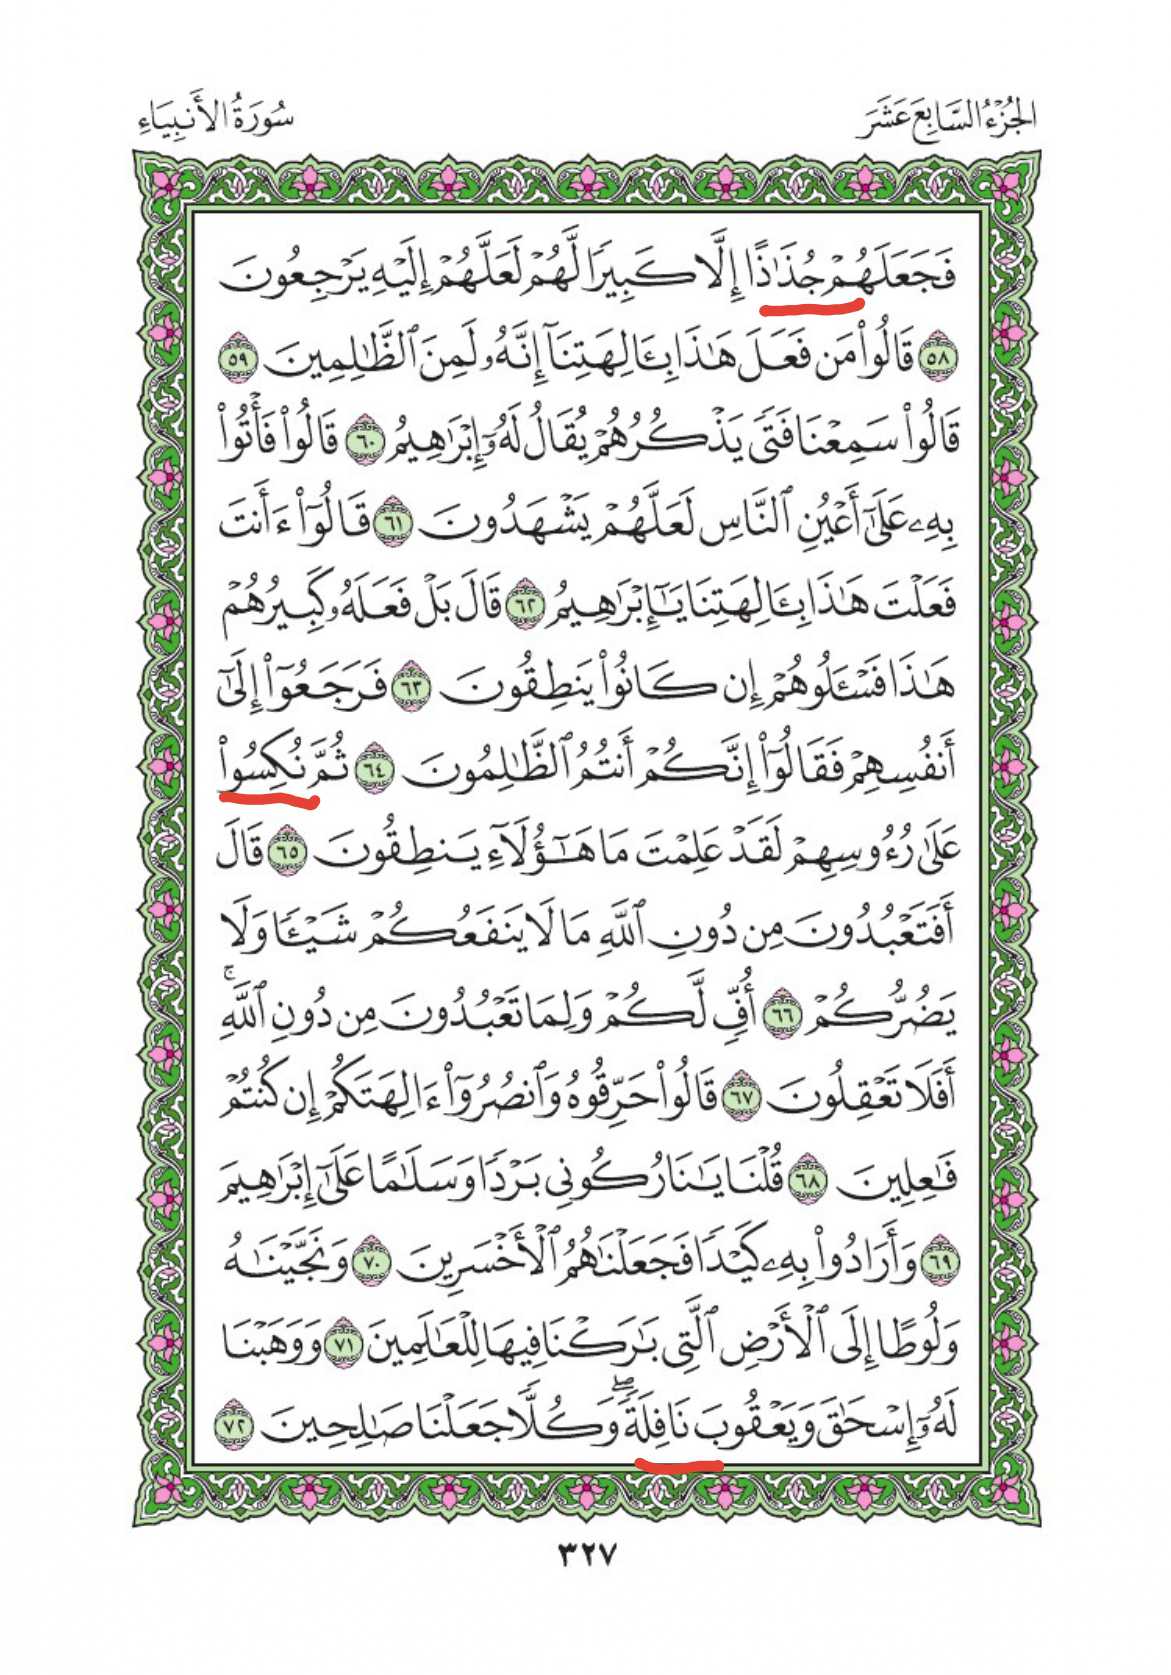 الجُزْءُ السَّابِعَ عَشَرَ
سُورَةُ الأَنبِيَاءِ
فَجَعَلَهُمْ جُذَٰذًا إِلَّا كَبِيرًا لَّهُمْ لَعَلَّهُمْ إِلَيْهِ يَرْجِعُونَ
٥٨ قَالُوا۟ مَن فَعَلَ هَٰذَا بِـَٔالِهَتِنَآ إِنَّهُۥ لَمِنَ ٱلظَّٰلِمِينَ ٥٩
قَالُوا۟ سَمِعْنَا فَتًى يَذْكُرُهُمْ يُقَالُ لَهُۥٓ إِبْرَٰهِيمُ ٦٠ قَالُوا۟ فَأْتُوا۟
بِهِۦ عَلَىٰٓ أَعْيُنِ ٱلنَّاسِ لَعَلَّهُمْ يَشْهَدُونَ ٦١ قَالُوٓا۟ ءَأَنتَ
فَعَلْتَ هَٰذَا بِـَٔالِهَتِنَا يَٰٓإِبْرَٰهِيمُ ٦٢ قَالَ بَلْ فَعَلَهُۥ كَبِيرُهُمْ
هَٰذَا فَسْـَٔلُوهُمْ إِن كَانُوا۟ يَنطِقُونَ ٦٣ فَرَجَعُوٓا۟ إِلَىٰٓ
أَنفُسِهِمْ فَقَالُوٓا۟ إِنَّكُمْ أَنتُمُ ٱلظَّٰلِمُونَ ٦٤ ثُمَّ نُكِسُوا۟
عَلَىٰ رُءُوسِهِمْ لَقَدْ عَلِمْتَ مَا هَٰٓؤُلَآءِ يَنطِقُونَ ٦٥ قَالَ
أَفَتَعْبُدُونَ مِن دُونِ ٱللَّهِ مَا لَا يَنفَعُكُمْ شَيْـًٔا وَلَا
يَضُرُّكُمْ ٦٦ أُفٍّ لَّكُمْ وَلِمَا تَعْبُدُونَ مِن دُونِ ٱللَّهِ ۚ
أَفَلَا تَعْقِلُونَ ٦٧ قَالُوا۟ حَرِّقُوهُ وَٱنصُرُوٓا۟ ءَالِهَتَكُمْ إِن كُنتُمْ
فَٰعِلِينَ ٦٨ قُلْنَا يَٰنَارُ كُونِى بَرْدًا وَسَلَٰمًا عَلَىٰٓ إِبْرَٰهِيمَ
٦٩ وَأَرَادُوا۟ بِهِۦ كَيْدًا فَجَعَلْنَٰهُمُ ٱلْأَخْسَرِينَ ٧٠ وَنَجَّيْنَٰهُ
وَلُوطًا إِلَى ٱلْأَرْضِ ٱلَّتِى بَٰرَكْنَا فِيهَا لِلْعَٰلَمِينَ ٧١ وَوَهَبْنَا
لَهُۥٓ إِسْحَٰقَ وَيَعْقُوبَ نَافِلَةً ۖ وَكُلًّا جَعَلْنَا صَٰلِحِينَ ٧٢
٣٢٧